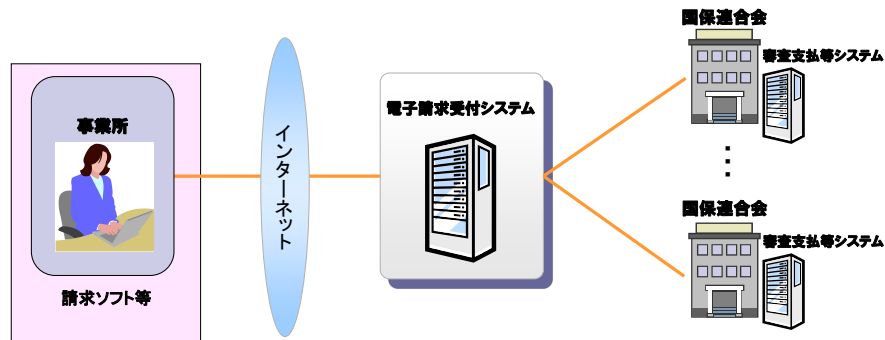 事業所
請求ソフト等
インターネット
電子請求受付システム
国保連合会
審査支払等システム
国保連合会
審査支払等システム